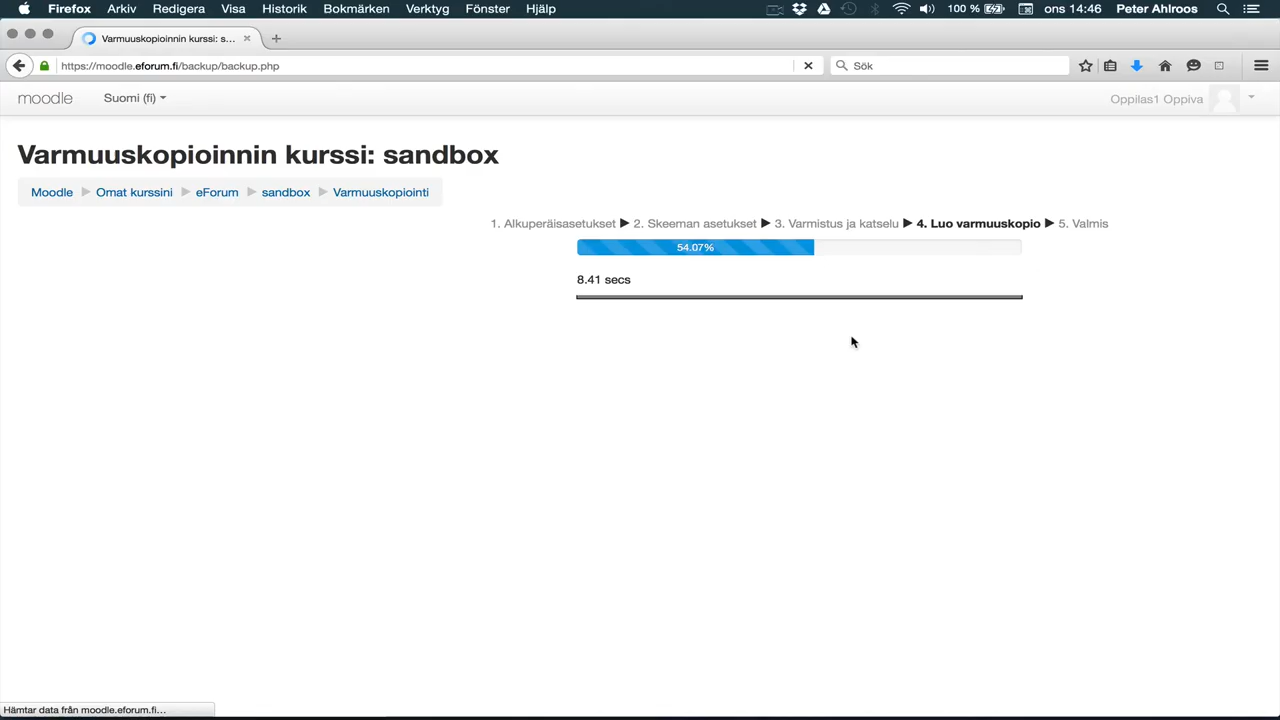 Firefox Arkiv Redigera Visa Historik Bokmärken Verktyg Fönster Hjälp 100 % ons 14:46 Peter Ahlroos
Varmuuskopioinnin kurssi: s...
https://moodle.eforum.fi/backup/backup.php Sök
moodle Suomi (fi) Oppilas1 Oppiva
Varmuuskopioinnin kurssi: sandbox
Moodle Omat kurssini eForum sandbox Varmuuskopiointi
1. Alkuperäisasetukset ► 2. Skeeman asetukset ► 3. Varmistus ja katselu ► 4. Luo varmuuskopio ► 5. Valmis
54.07%
8.41 secs
Hämtar data från moodle.eforum.fi...